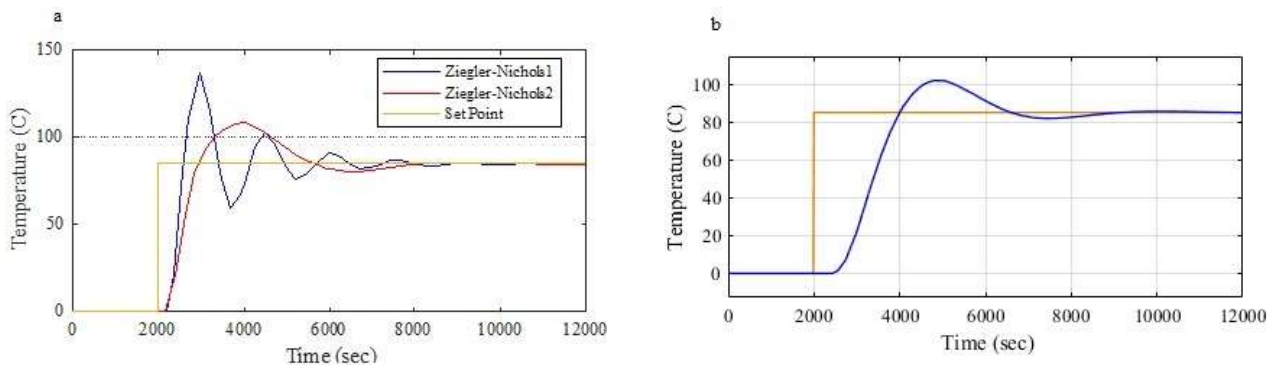 a
150
100
50
0
Temperature (C)
Ziegler-Nichols1
Ziegler-Nichols2
Set Point
0 2000 4000 6000 8000 10000 12000
Time (sec)
b
100
80
60
40
20
0
Temperature (C)
0 2000 4000 6000 8000 10000 12000
Time (sec)